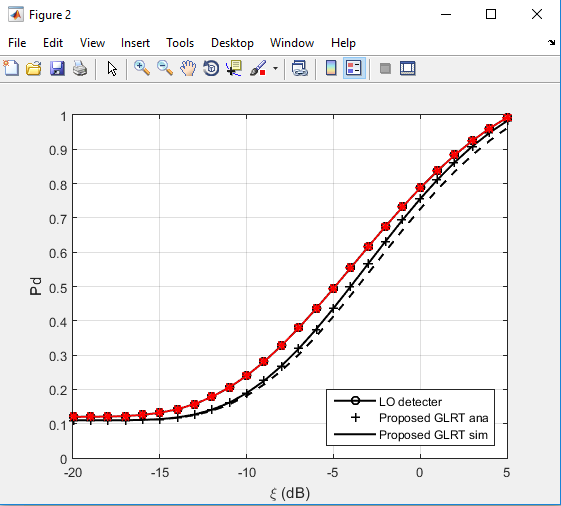 Figure 2
File Edit View Insert Tools Desktop Window Help
1
0.9
0.8
0.7
0.6
0.5
0.4
0.3
0.2
0.1
0
Pd
LO detecter
Proposed GLRT ana
Proposed GLRT sim
-20 -15 -10 -5 0 5
ξ (dB)